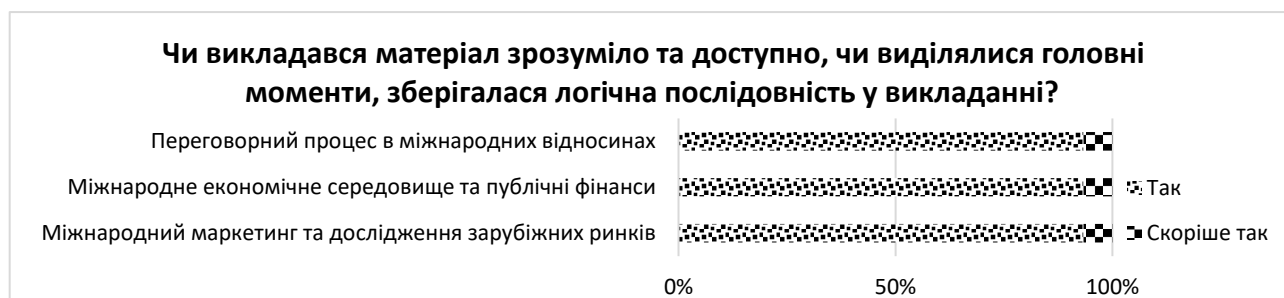 Чи викладався матеріал зрозуміло та доступно, чи виділялися головні
моменти, зберігалася логічна послідовність у викладанні?
Переговорний процес в міжнародних відносинах
Міжнародне економічне середовище та публічні фінанси
Міжнародний маркетинг та дослідження зарубіжних ринків
Так
Скоріше так
0% 50% 100%